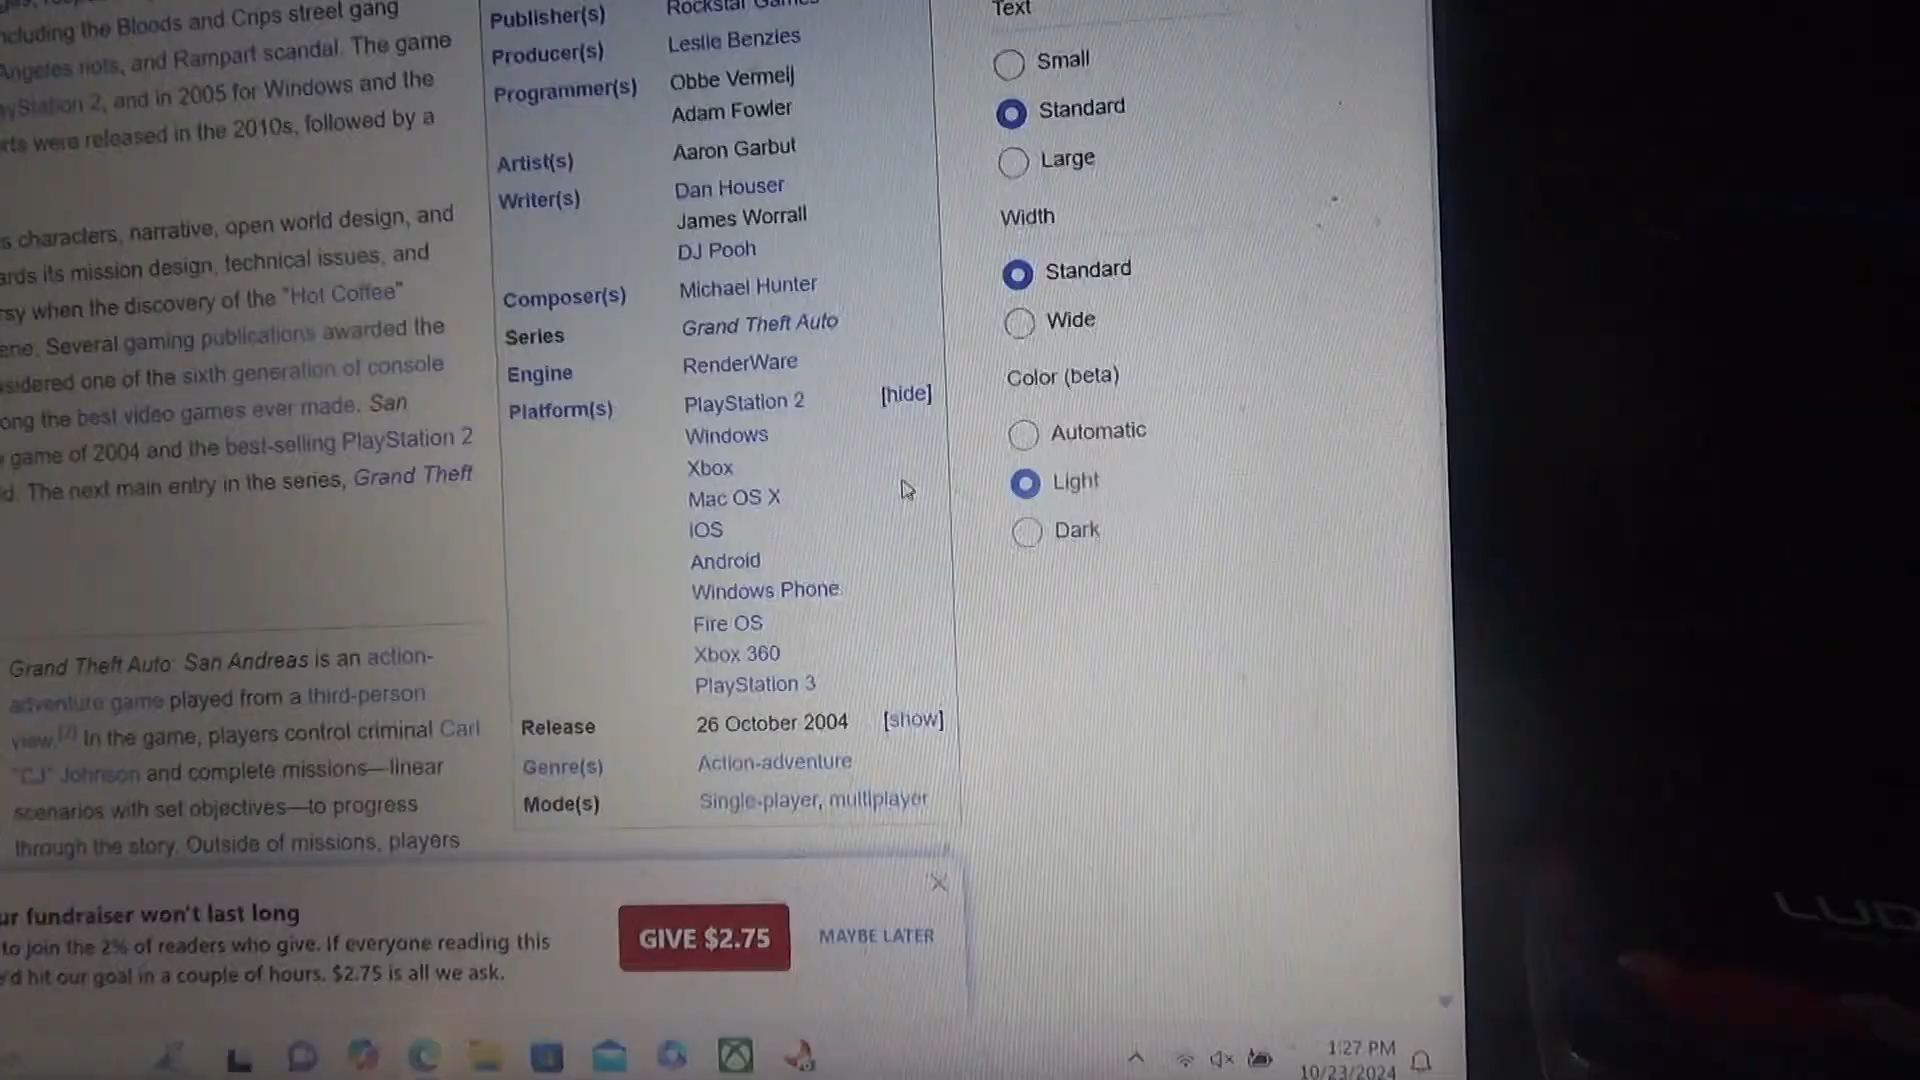 including the Bloods and Crips street gang
Angeles riots, and Rampart scandal. The game
yStation 2, and in 2005 for Windows and the
rts were released in the 2010s, followed by a
s characters, narrative, open world design, and
ards its mission design, technical issues, and
rsy when the discovery of the "Hot Coffee"
ene. Several gaming publications awarded the
nsidered one of the sixth generation of console
ong the best video games ever made. San
game of 2004 and the best-selling PlayStation 2
d. The next main entry in the series, Grand Theft
Grand Theft Auto: San Andreas is an action-
adventure game played from a third-person
view.[7] In the game, players control criminal Carl
"CJ" Johnson and complete missions—linear
scenarios with set objectives—to progress
through the story. Outside of missions, players
Publisher(s) Rockstar Games
Producer(s) Leslie Benzies
Programmer(s) Obbe Vermeij
Adam Fowler
Artist(s) Aaron Garbut
Writer(s) Dan Houser
James Worrall
DJ Pooh
Composer(s) Michael Hunter
Series Grand Theft Auto
Engine RenderWare
Platform(s) PlayStation 2 [hide]
Windows
Xbox
Mac OS X
iOS
Android
Windows Phone
Fire OS
Xbox 360
PlayStation 3
Release 26 October 2004 [show]
Genre(s) Action-adventure
Mode(s) Single-player, multiplayer
Text
Small
Standard
Large
Width
Standard
Wide
Color (beta)
Automatic
Light
Dark
ur fundraiser won't last long
to join the 2% of readers who give. If everyone reading this
'd hit our goal in a couple of hours. $2.75 is all we ask.
GIVE $2.75
MAYBE LATER
1:27 PM
10/23/2024